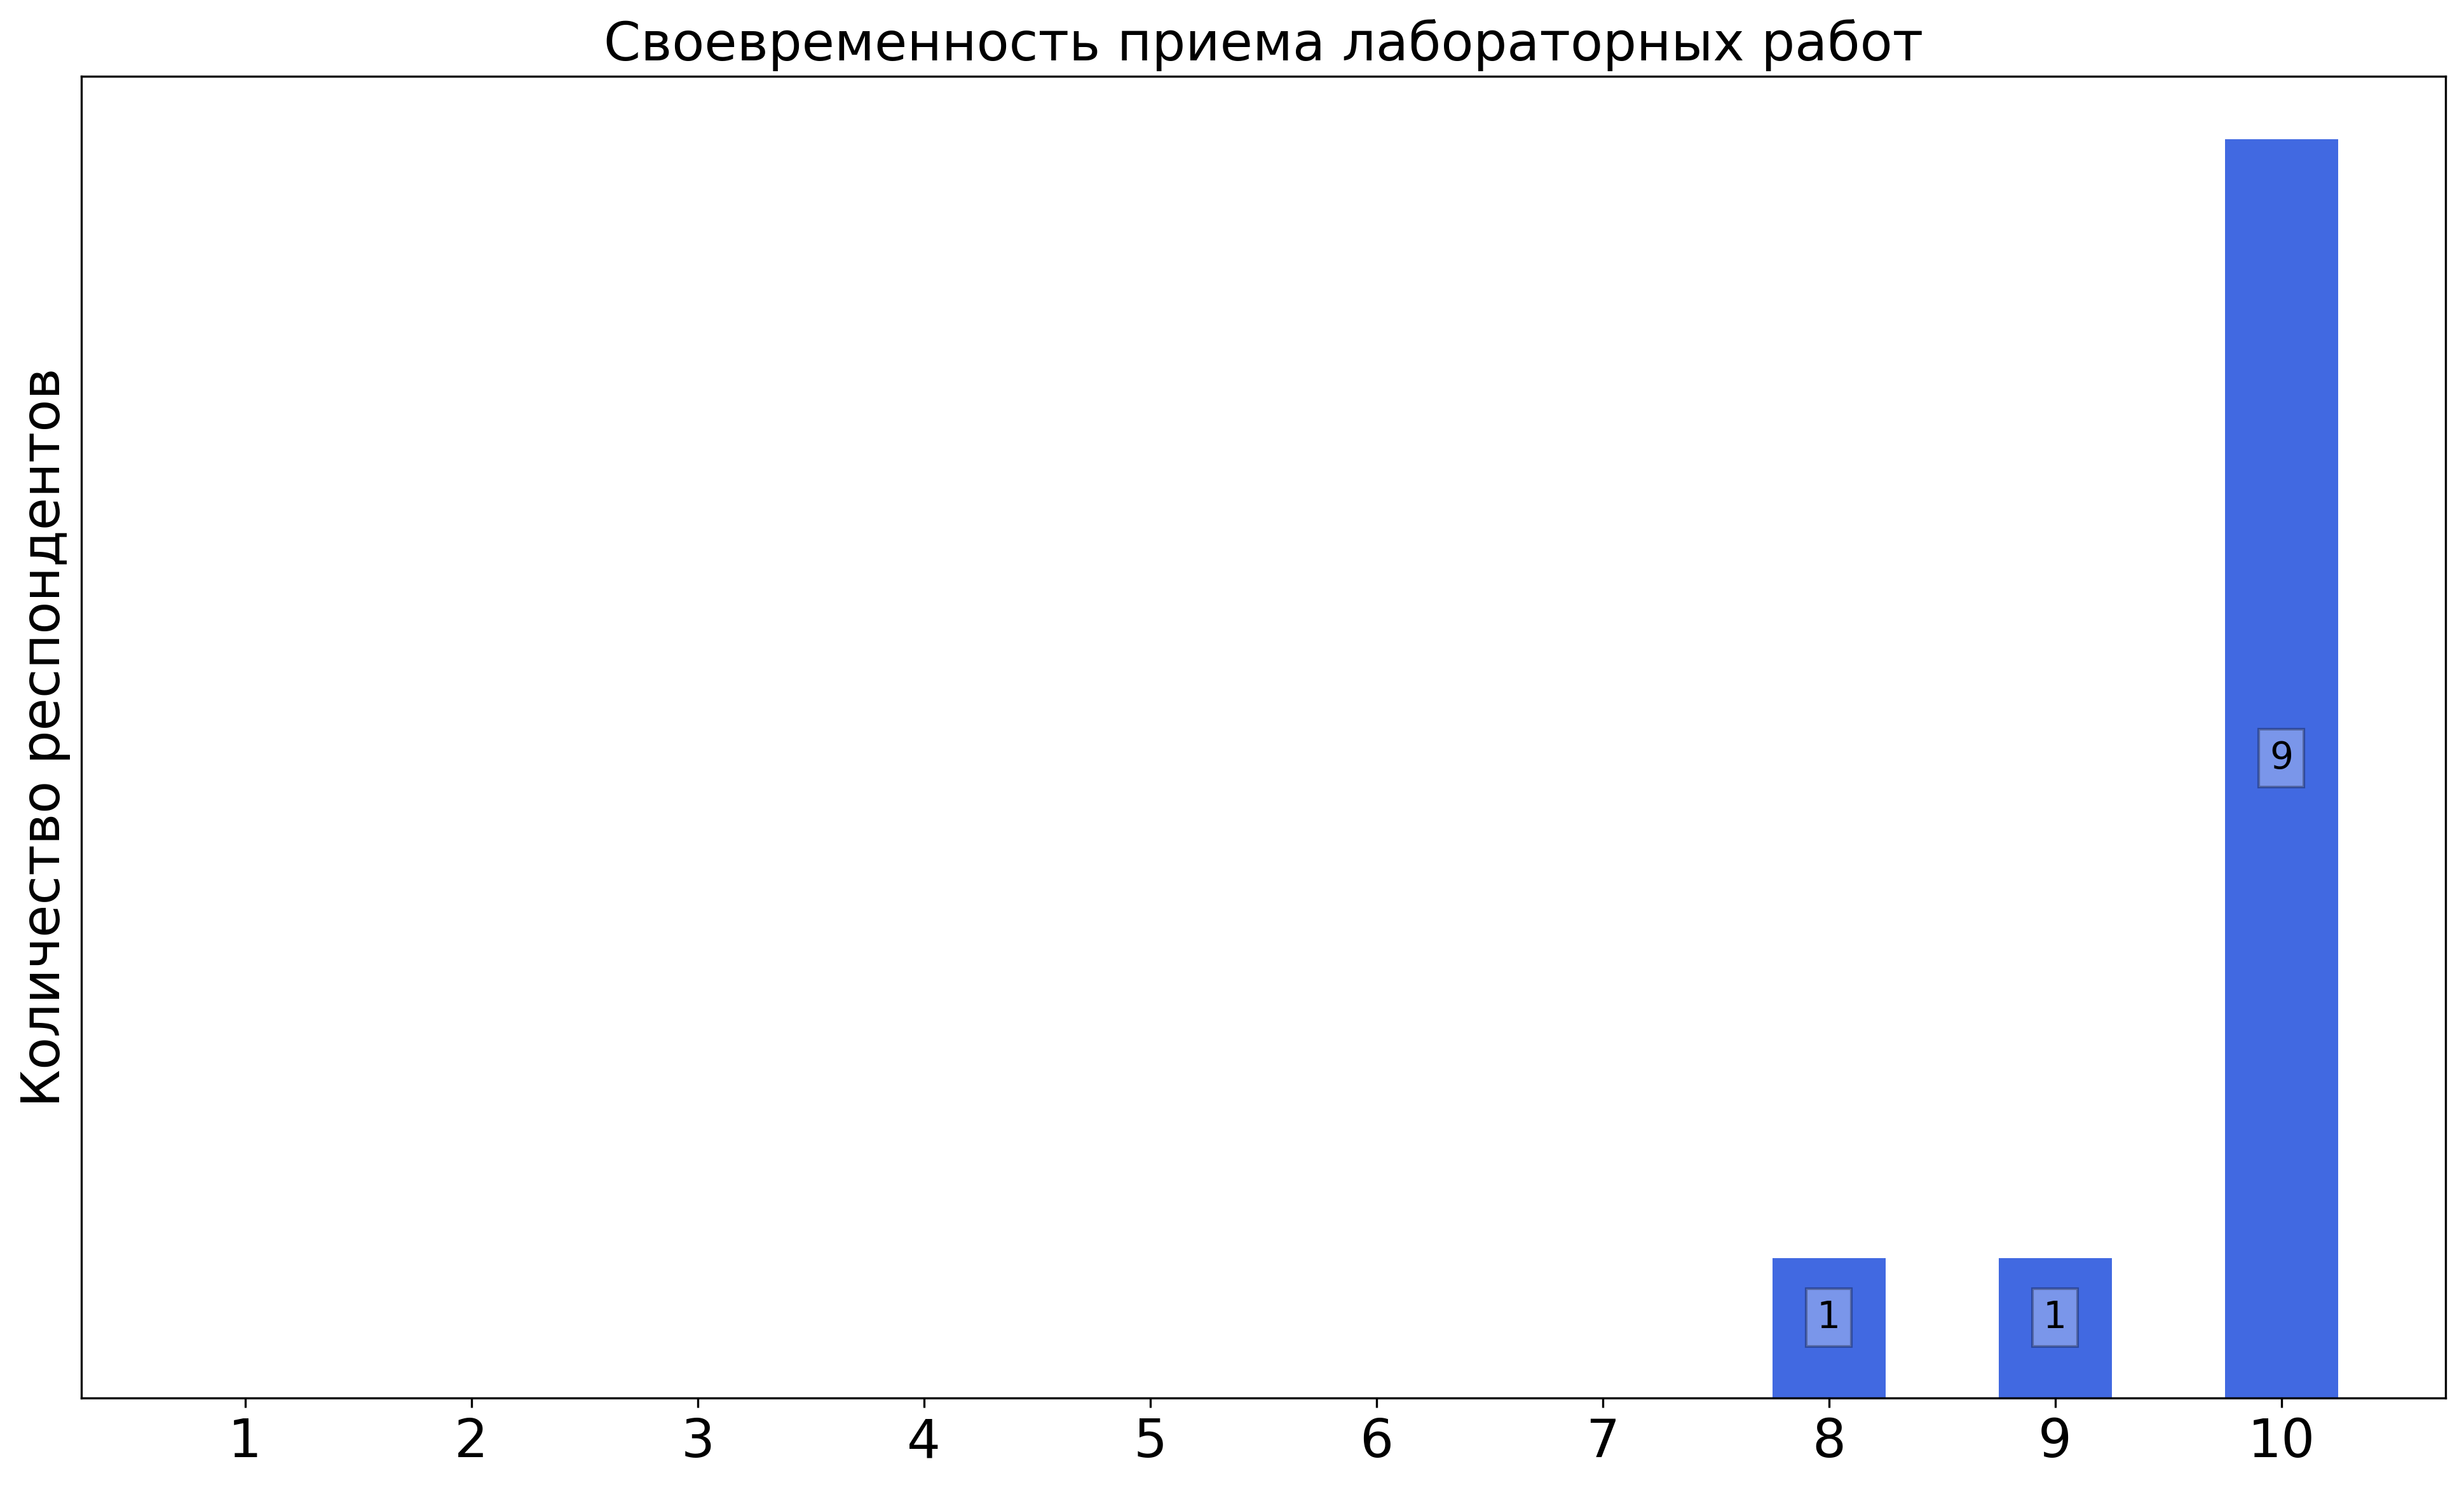 Своевременность приема лабораторных работ
Количество респондентов
9
1 1
1 2 3 4 5 6 7 8 9 10